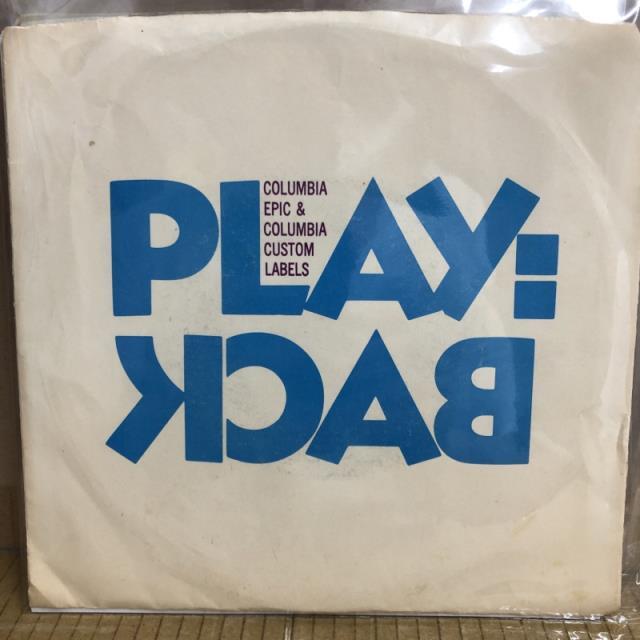 PLAY:
COLUMBIA
EPIC &
COLUMBIA
CUSTOM
LABELS
BACK